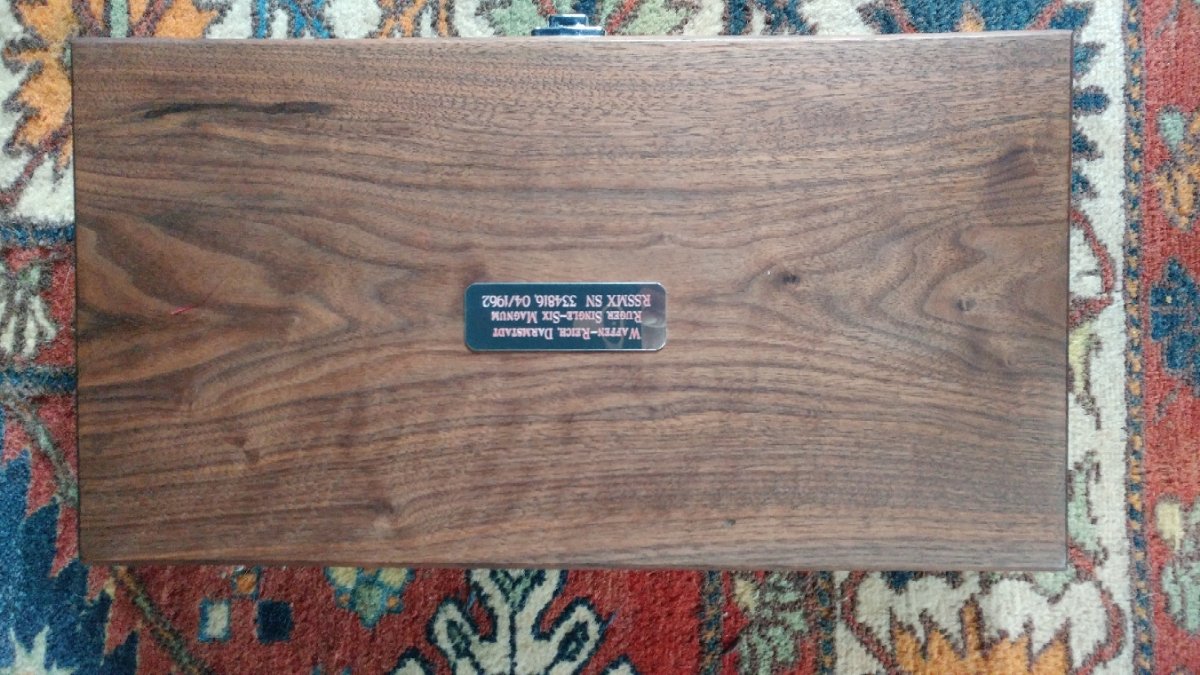 Waffen-Reich, Darmstadt
Ruger Single-Six Magnum
RSSMX SN 334816, 04/1962